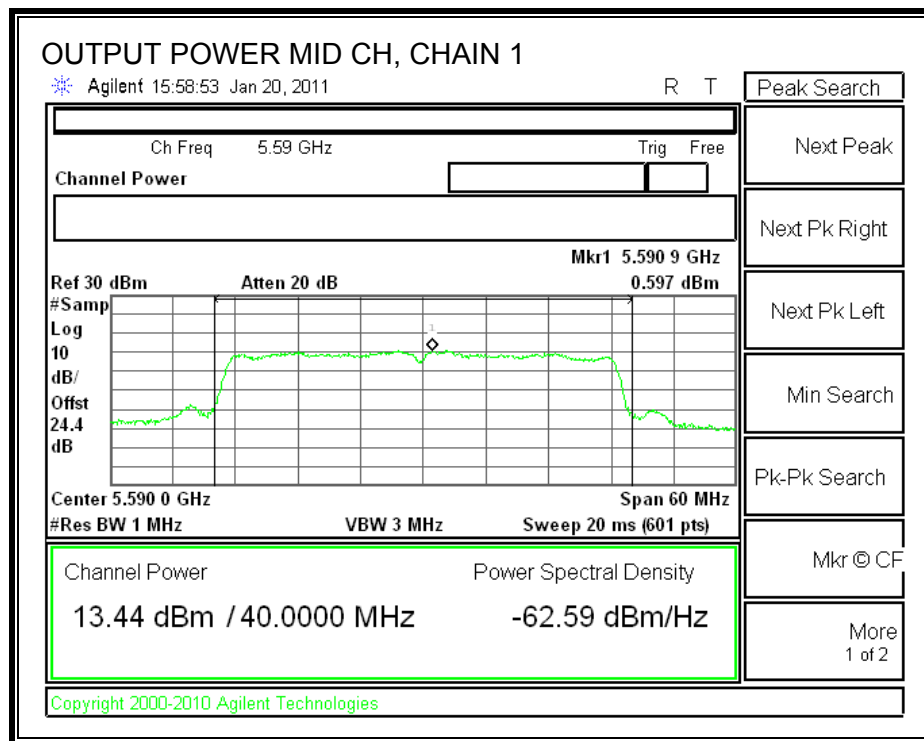 OUTPUT POWER MID CH, CHAIN 1
Agilent 15:58:53 Jan 20, 2011 R T
Ch Freq 5.59 GHz Trig Free
Channel Power
Mkr1 5.590 9 GHz
Ref 30 dBm Atten 20 dB 0.597 dBm
#Samp
Log
10
dB/
Offst
24.4
dB
1
Center 5.590 0 GHz Span 60 MHz
#Res BW 1 MHz VBW 3 MHz Sweep 20 ms (601 pts)
Channel Power Power Spectral Density
13.44 dBm / 40.0000 MHz -62.59 dBm/Hz
Copyright 2000-2010 Agilent Technologies
Peak Search
Next Peak
Next Pk Right
Next Pk Left
Min Search
Pk-Pk Search
Mkr © CF
More
1 of 2